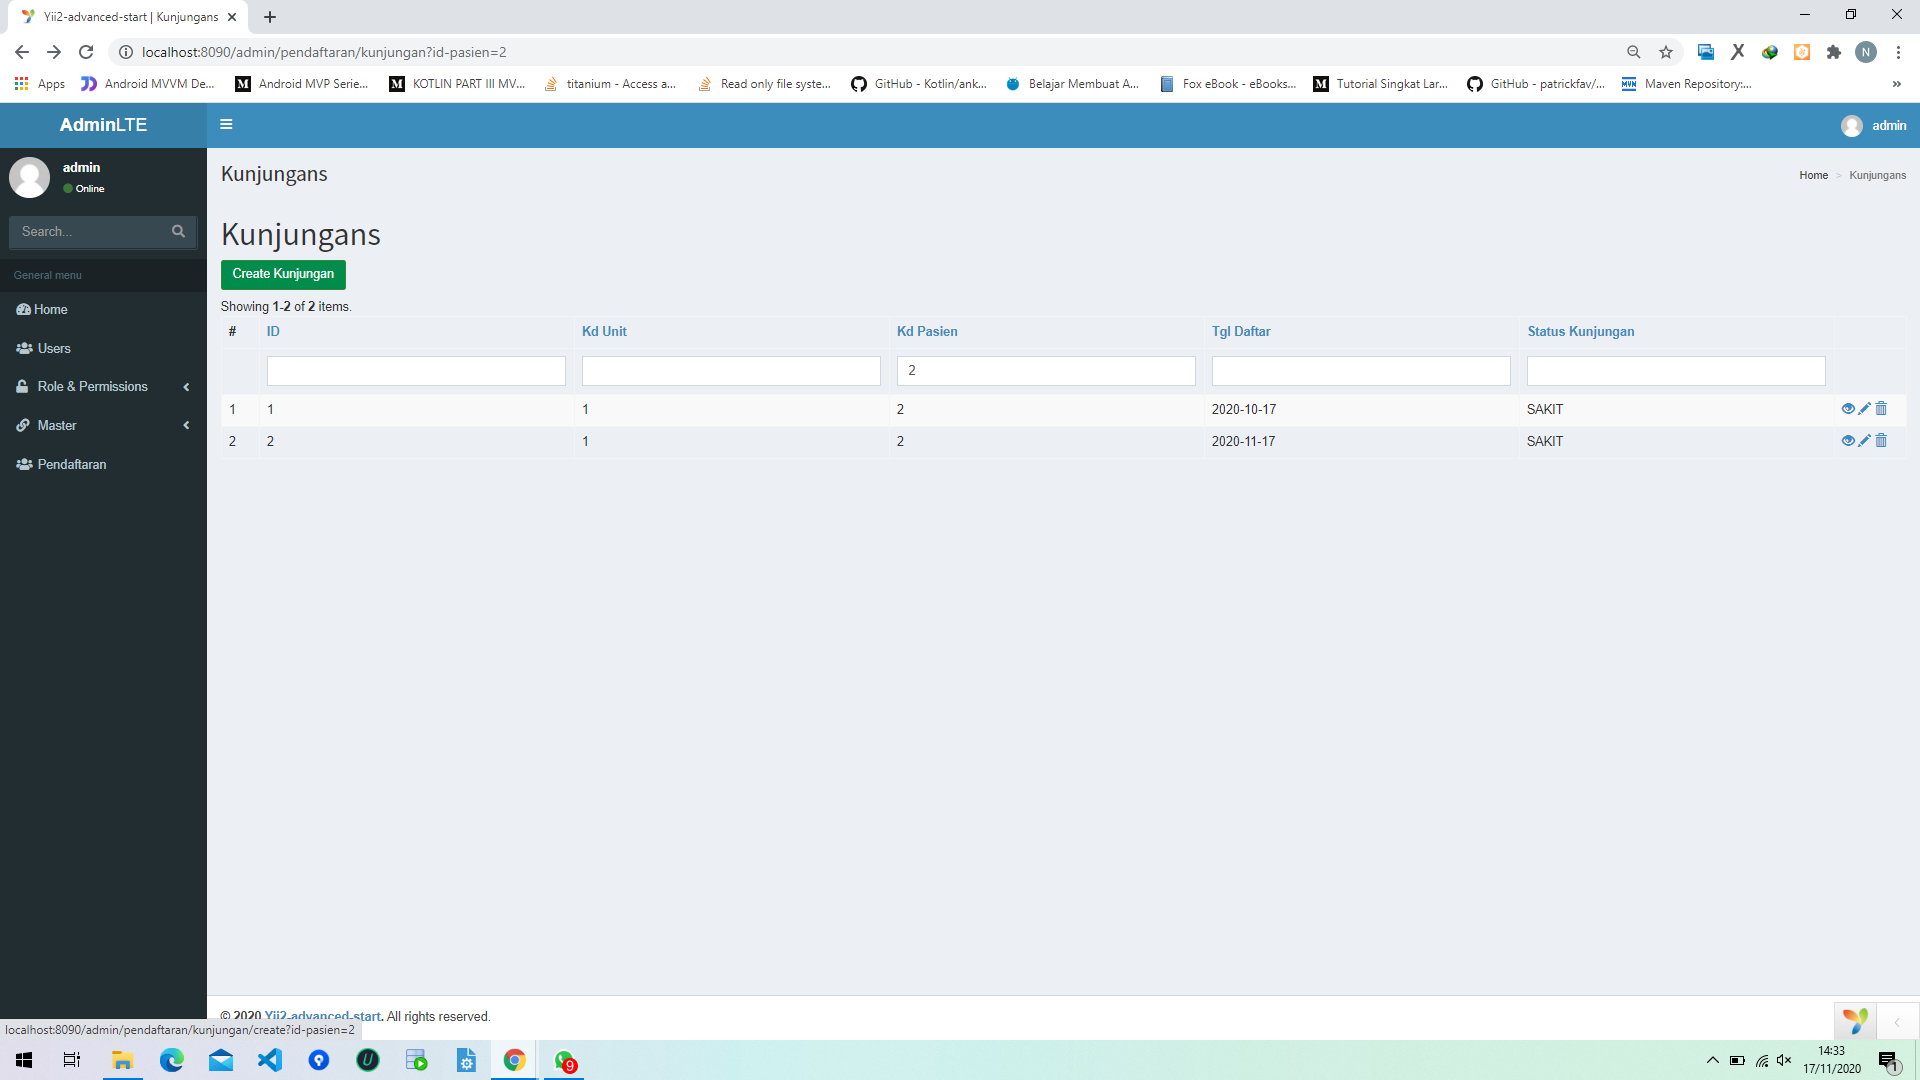 Yii2-advanced-start | Kunjungans
localhost:8090/admin/pendaftaran/kunjungan?id-pasien=2
N
Apps
Android MVVM De...
Android MVP Serie...
KOTLIN PART III MV...
titanium - Access a...
Read only file syste...
GitHub - Kotlin/ank...
Belajar Membuat A...
Fox eBook - eBooks...
Tutorial Singkat Lar...
GitHub - patrickfav/...
Maven Repository:...
AdminLTE
admin
admin
Online
Search...
General menu
Home
Users
Role & Permissions
Master
Pendaftaran
Kunjungans
Home > Kunjungans
Kunjungans
Create Kunjungan
Showing 1-2 of 2 items.
# ID Kd Unit Kd Pasien Tgl Daftar Status Kunjungan
2
1 1 1 2 2020-10-17 SAKIT
2 2 1 2 2020-11-17 SAKIT
© 2020 Yii2-advanced-start. All rights reserved.
localhost:8090/admin/pendaftaran/kunjungan/create?id-pasien=2
9
14:33
17/11/2020
1